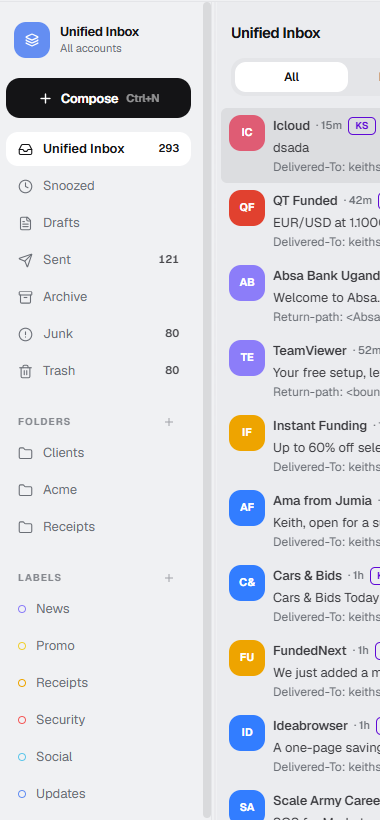 Unified Inbox
All accounts
Compose Ctrl+N
Unified Inbox 293
Snoozed
Drafts
Sent 121
Archive
Junk 80
Trash 80
FOLDERS +
Clients
Acme
Receipts
LABELS +
News
Promo
Receipts
Security
Social
Updates
Unified Inbox
All
IC
Icloud · 15m KS
dsada
Delivered-To: keiths
QF
QT Funded · 42m
EUR/USD at 1.100
Delivered-To: keiths
AB
Absa Bank Ugand
Welcome to Absa.
Return-path: <Absa
TE
TeamViewer · 52m
Your free setup, le
Return-path: <boun
IF
Instant Funding ·
Up to 60% off sele
Delivered-To: keiths
AF
Ama from Jumia ·
Keith, open for a su
Delivered-To: keiths
C&
Cars & Bids · 1h
Cars & Bids Today
Delivered-To: keiths
FU
FundedNext · 1h
We just added a m
Delivered-To: keiths
ID
Ideabrowser · 1h
A one-page saving
Delivered-To: keiths
SA
Scale Army Caree